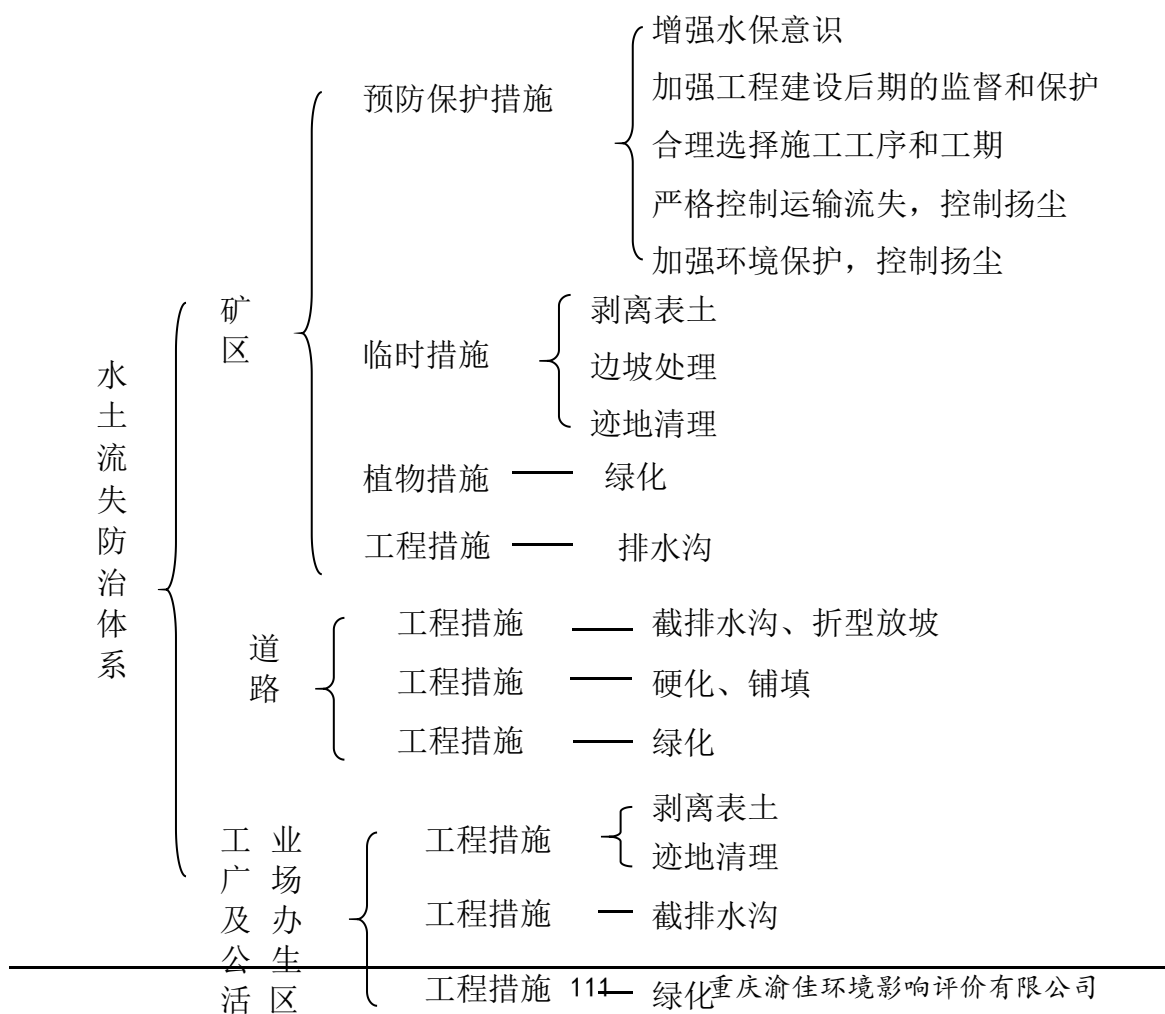 水土流失防治体系
矿区
预防保护措施
增强水保意识
加强工程建设后期的监督和保护
合理选择施工工序和工期
严格控制运输流失，控制扬尘
加强环境保护，控制扬尘
临时措施
剥离表土
边坡处理
迹地清理
植物措施 —— 绿化
工程措施 —— 排水沟
道路
工程措施 —— 截排水沟、折型放坡
工程措施 —— 硬化、铺填
工程措施 —— 绿化
工业广场及办公生活区
工程措施
剥离表土
迹地清理
工程措施 — 截排水沟
工程措施 — 绿化
111 重庆渝佳环境影响评价有限公司